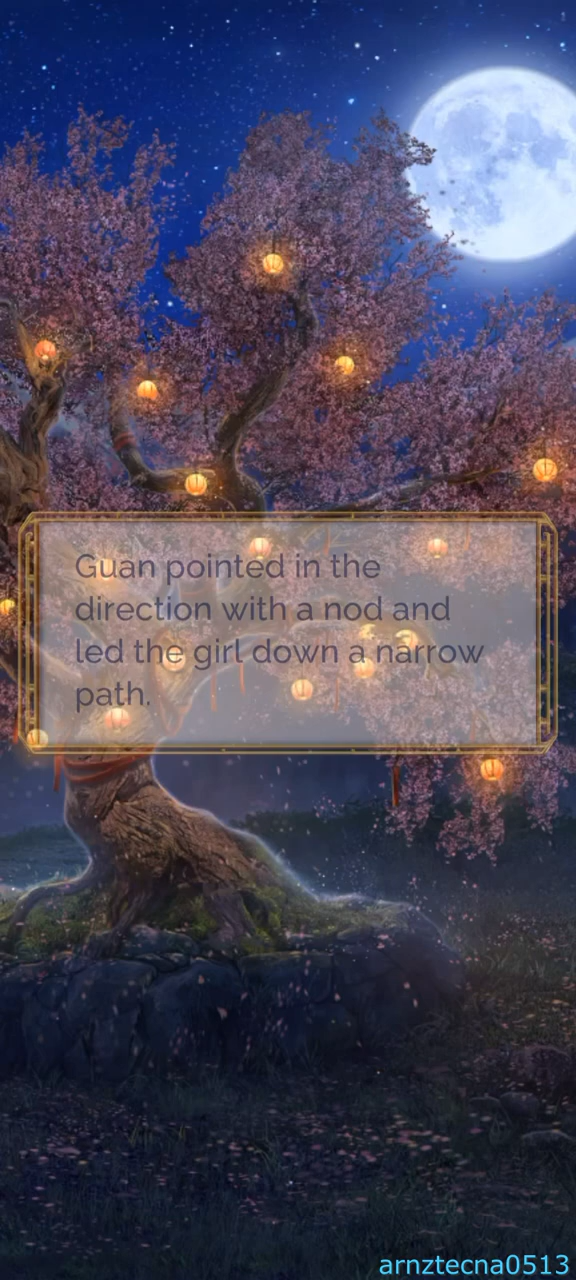 Guan pointed in the
direction with a nod and
led the girl down a narrow
path.
arnztecna0513